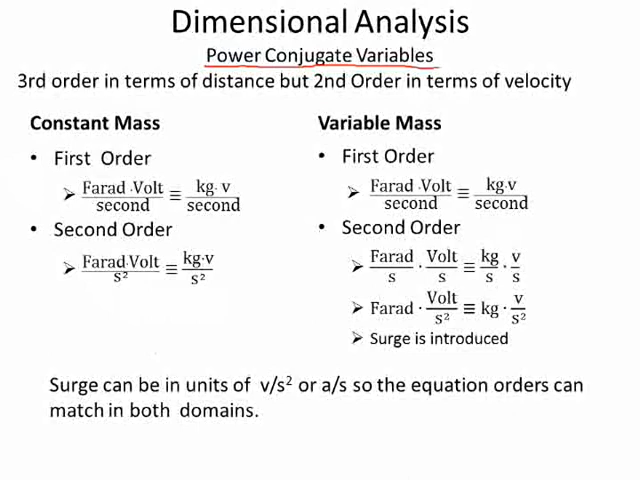 Dimensional Analysis
Power Conjugate Variables
3rd order in terms of distance but 2nd Order in terms of velocity
Constant Mass
• First Order
➢ Farad ·Volt/second ≡ kg· v/second
• Second Order
➢ Farad·Volt/s² ≡ kg·v/s²
Variable Mass
• First Order
➢ Farad ·Volt/second ≡ kg·v/second
• Second Order
➢ Farad/s · Volt/s ≡ kg/s · v/s
➢ Farad · Volt/s² ≡ kg · v/s²
➢ Surge is introduced
Surge can be in units of v/s² or a/s so the equation orders can
match in both domains.